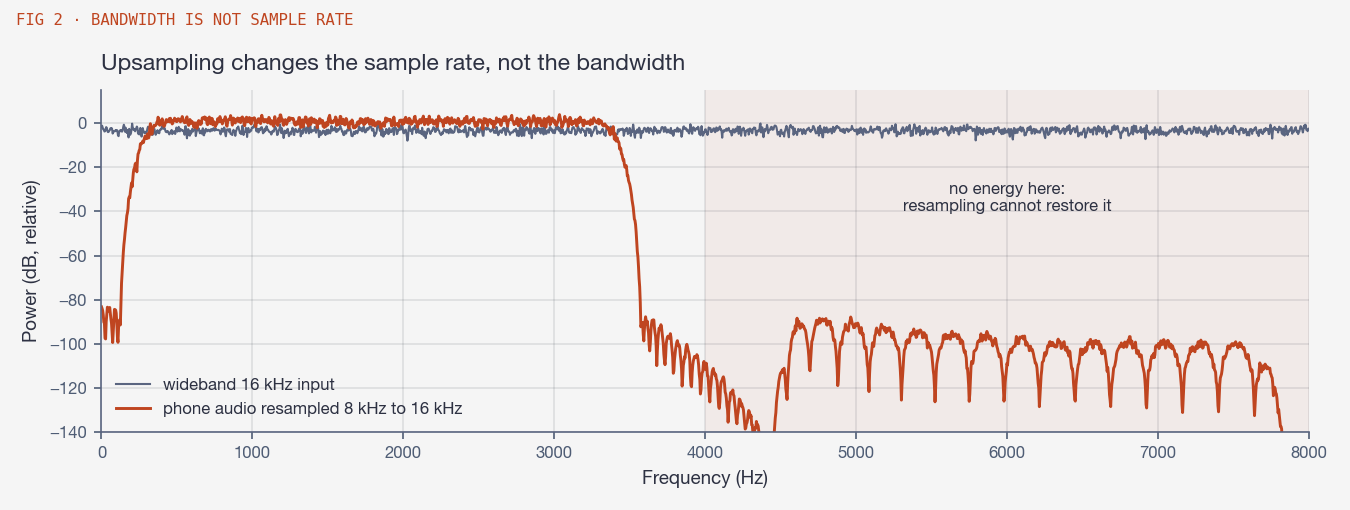 FIG 2 · BANDWIDTH IS NOT SAMPLE RATE
Upsampling changes the sample rate, not the bandwidth
Power (dB, relative)
0
−20
−40
−60
−80
−100
−120
−140
no energy here:
resampling cannot restore it
wideband 16 kHz input
phone audio resampled 8 kHz to 16 kHz
0 1000 2000 3000 4000 5000 6000 7000 8000
Frequency (Hz)